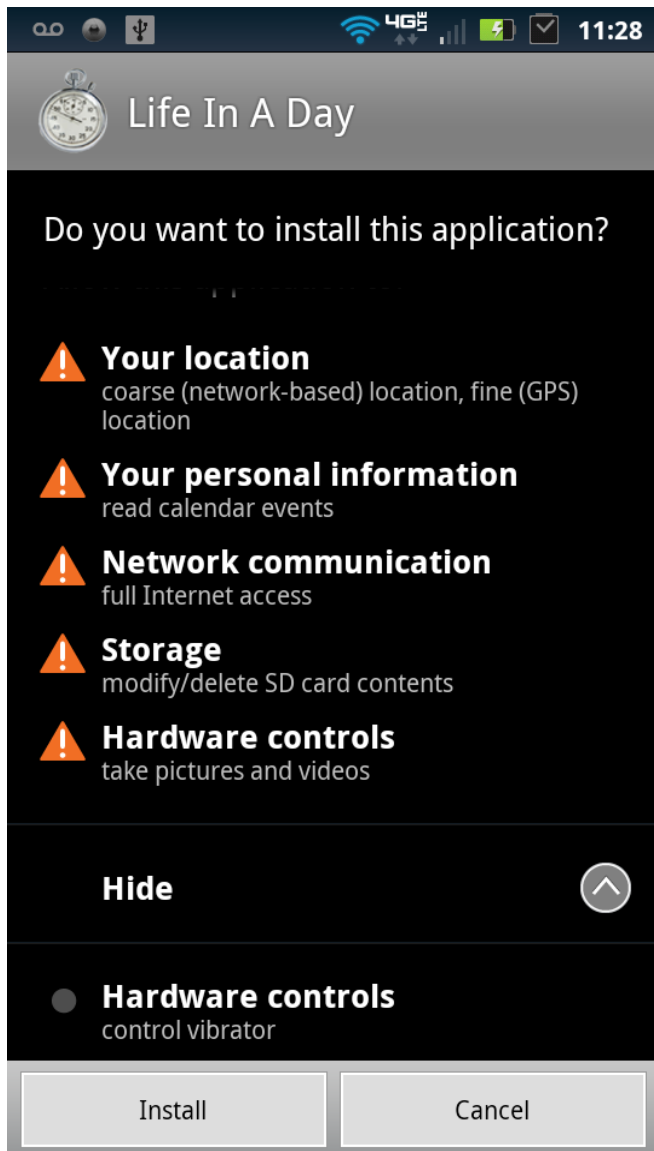 4G LTE 11:28
Life In A Day
Do you want to install this application?
Your location
coarse (network-based) location, fine (GPS)
location
Your personal information
read calendar events
Network communication
full Internet access
Storage
modify/delete SD card contents
Hardware controls
take pictures and videos
Hide
Hardware controls
control vibrator
Install Cancel